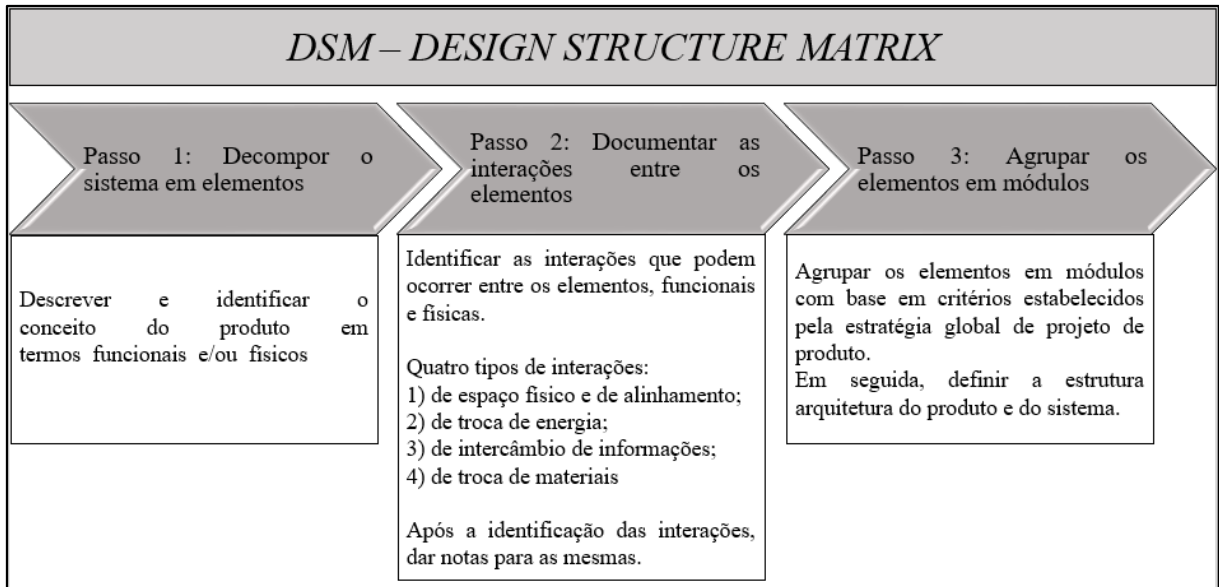 DSM – DESIGN STRUCTURE MATRIX
Passo 1: Decompor o
sistema em elementos
Descrever e identificar o
conceito do produto em
termos funcionais e/ou físicos
Passo 2: Documentar as
interações entre os
elementos
Identificar as interações que podem
ocorrer entre os elementos, funcionais
e físicas.
Quatro tipos de interações:
1) de espaço físico e de alinhamento;
2) de troca de energia;
3) de intercâmbio de informações;
4) de troca de materiais
Após a identificação das interações,
dar notas para as mesmas.
Passo 3: Agrupar os
elementos em módulos
Agrupar os elementos em módulos
com base em critérios estabelecidos
pela estratégia global de projeto de
produto.
Em seguida, definir a estrutura
arquitetura do produto e do sistema.